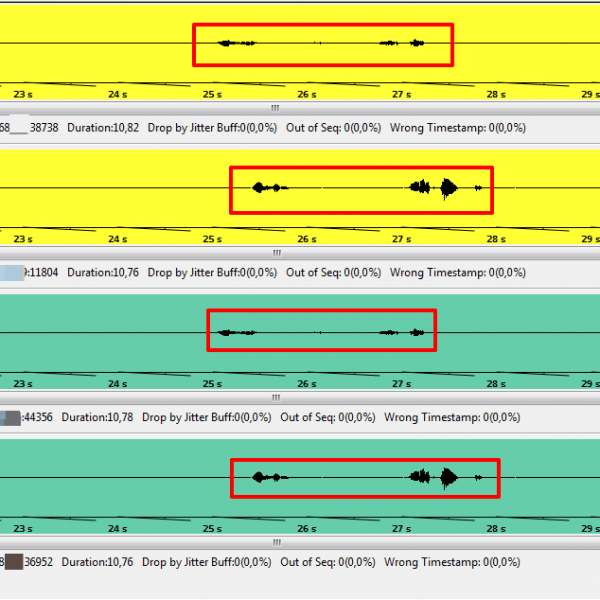 23 s 24 s 25 s 26 s 27 s 28 s 29 s
68 38738 Duration:10,82 Drop by Jitter Buff:0(0,0%) Out of Seq: 0(0,0%) Wrong Timestamp: 0(0,0%)
23 s 24 s 25 s 26 s 27 s 28 s 29 s
:11804 Duration:10,76 Drop by Jitter Buff:0(0,0%) Out of Seq: 0(0,0%) Wrong Timestamp: 0(0,0%)
23 s 24 s 25 s 26 s 27 s 28 s 29 s
:44356 Duration:10,78 Drop by Jitter Buff:0(0,0%) Out of Seq: 0(0,0%) Wrong Timestamp: 0(0,0%)
23 s 24 s 25 s 26 s 27 s 28 s 29 s
8 36952 Duration:10,76 Drop by Jitter Buff:0(0,0%) Out of Seq: 0(0,0%) Wrong Timestamp: 0(0,0%)